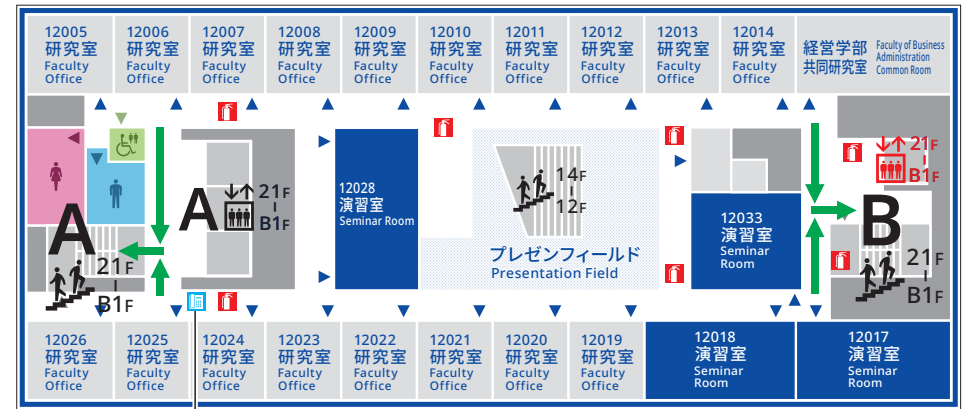 12005
研究室
Faculty
Office
12006
研究室
Faculty
Office
12007
研究室
Faculty
Office
12008
研究室
Faculty
Office
12009
研究室
Faculty
Office
12010
研究室
Faculty
Office
12011
研究室
Faculty
Office
12012
研究室
Faculty
Office
12013
研究室
Faculty
Office
12014
研究室
Faculty
Office
経営学部
共同研究室
Faculty of Business
Administration
Common Room
A
21F
B1F
A
21F
B1F
12028
演習室
Seminar Room
14F
12F
プレゼンフィールド
Presentation Field
12033
演習室
Seminar
Room
21F
B1F
B
21F
B1F
12026
研究室
Faculty
Office
12025
研究室
Faculty
Office
12024
研究室
Faculty
Office
12023
研究室
Faculty
Office
12022
研究室
Faculty
Office
12021
研究室
Faculty
Office
12020
研究室
Faculty
Office
12019
研究室
Faculty
Office
12018
演習室
Seminar
Room
12017
演習室
Seminar
Room